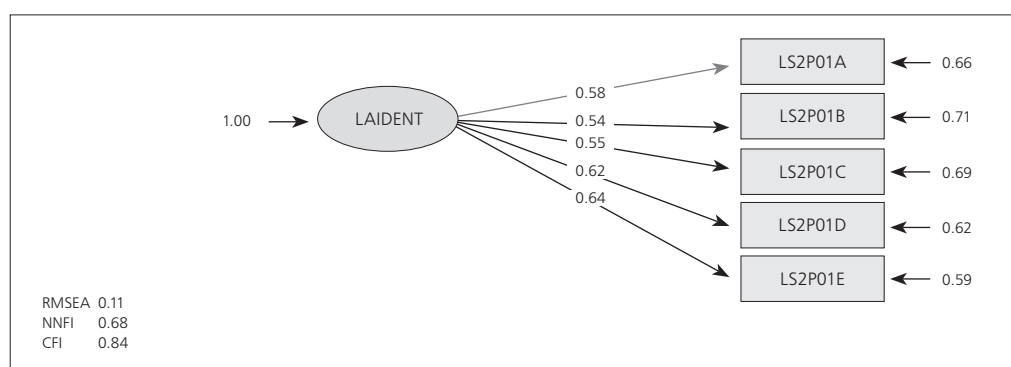 LS2P01A
0.66
0.58
1.00
LAIDENT
0.54
LS2P01B
0.71
0.55
LS2P01C
0.69
0.62
0.64
LS2P01D
0.62
LS2P01E
0.59
RMSEA 0.11
NNFI 0.68
CFI 0.84